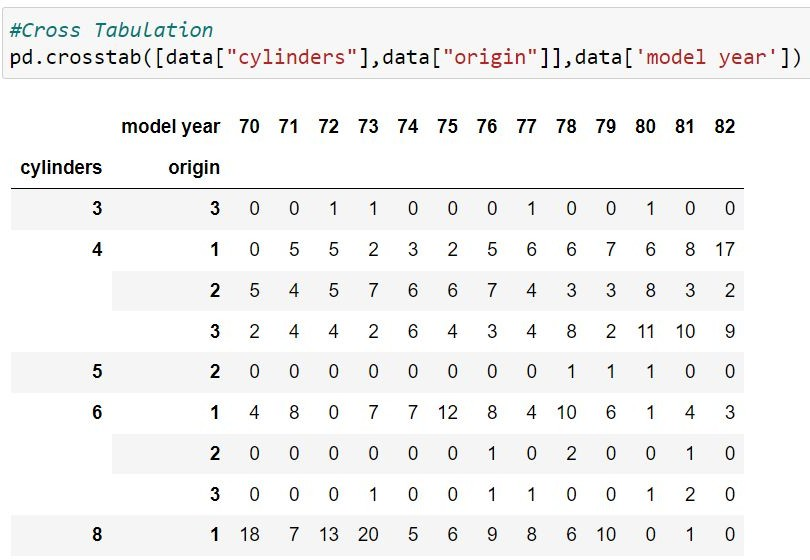 #Cross Tabulation
pd.crosstab([data["cylinders"],data["origin"]],data['model year'])
model year 70 71 72 73 74 75 76 77 78 79 80 81 82
cylinders origin
3 3 0 0 1 1 0 0 0 1 0 0 1 0 0
4 1 0 5 5 2 3 2 5 6 6 7 6 8 17
2 5 4 5 7 6 6 7 4 3 3 8 3 2
3 2 4 4 2 6 4 3 4 8 2 11 10 9
5 2 0 0 0 0 0 0 0 0 1 1 1 0 0
6 1 4 8 0 7 7 12 8 4 10 6 1 4 3
2 0 0 0 0 0 0 1 0 2 0 0 1 0
3 0 0 0 1 0 0 1 1 0 0 1 2 0
8 1 18 7 13 20 5 6 9 8 6 10 0 1 0